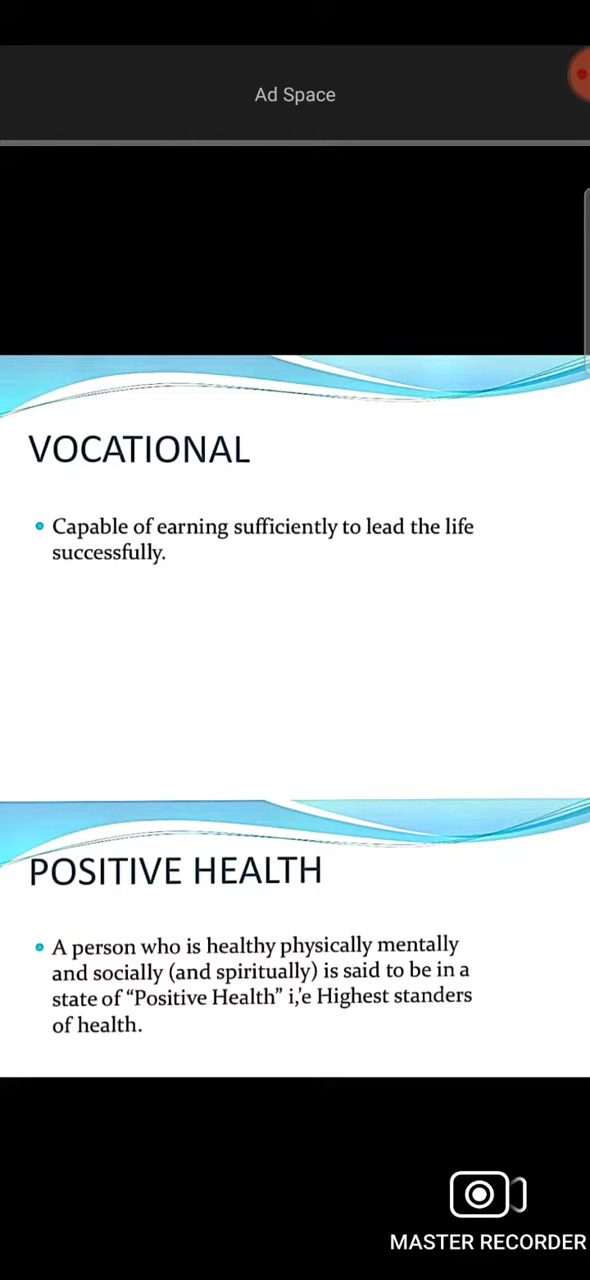 Ad Space
VOCATIONAL
Capable of earning sufficiently to lead the life
successfully.
POSITIVE HEALTH
A person who is healthy physically mentally
and socially (and spiritually) is said to be in a
state of “Positive Health” i,'e Highest standers
of health.
MASTER RECORDER